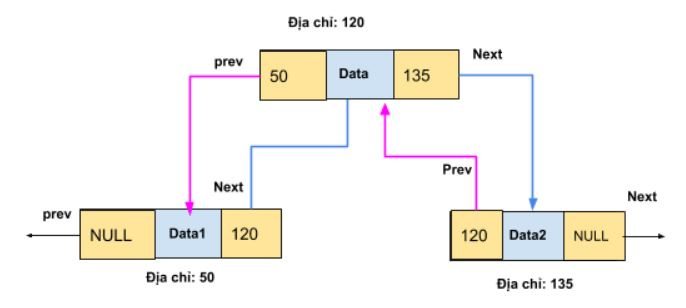 Địa chỉ: 120
prev
Next
50 Data 135
Next
Prev
prev
Next
NULL Data1 120
120 Data2 NULL
Địa chỉ: 50
Địa chỉ: 135